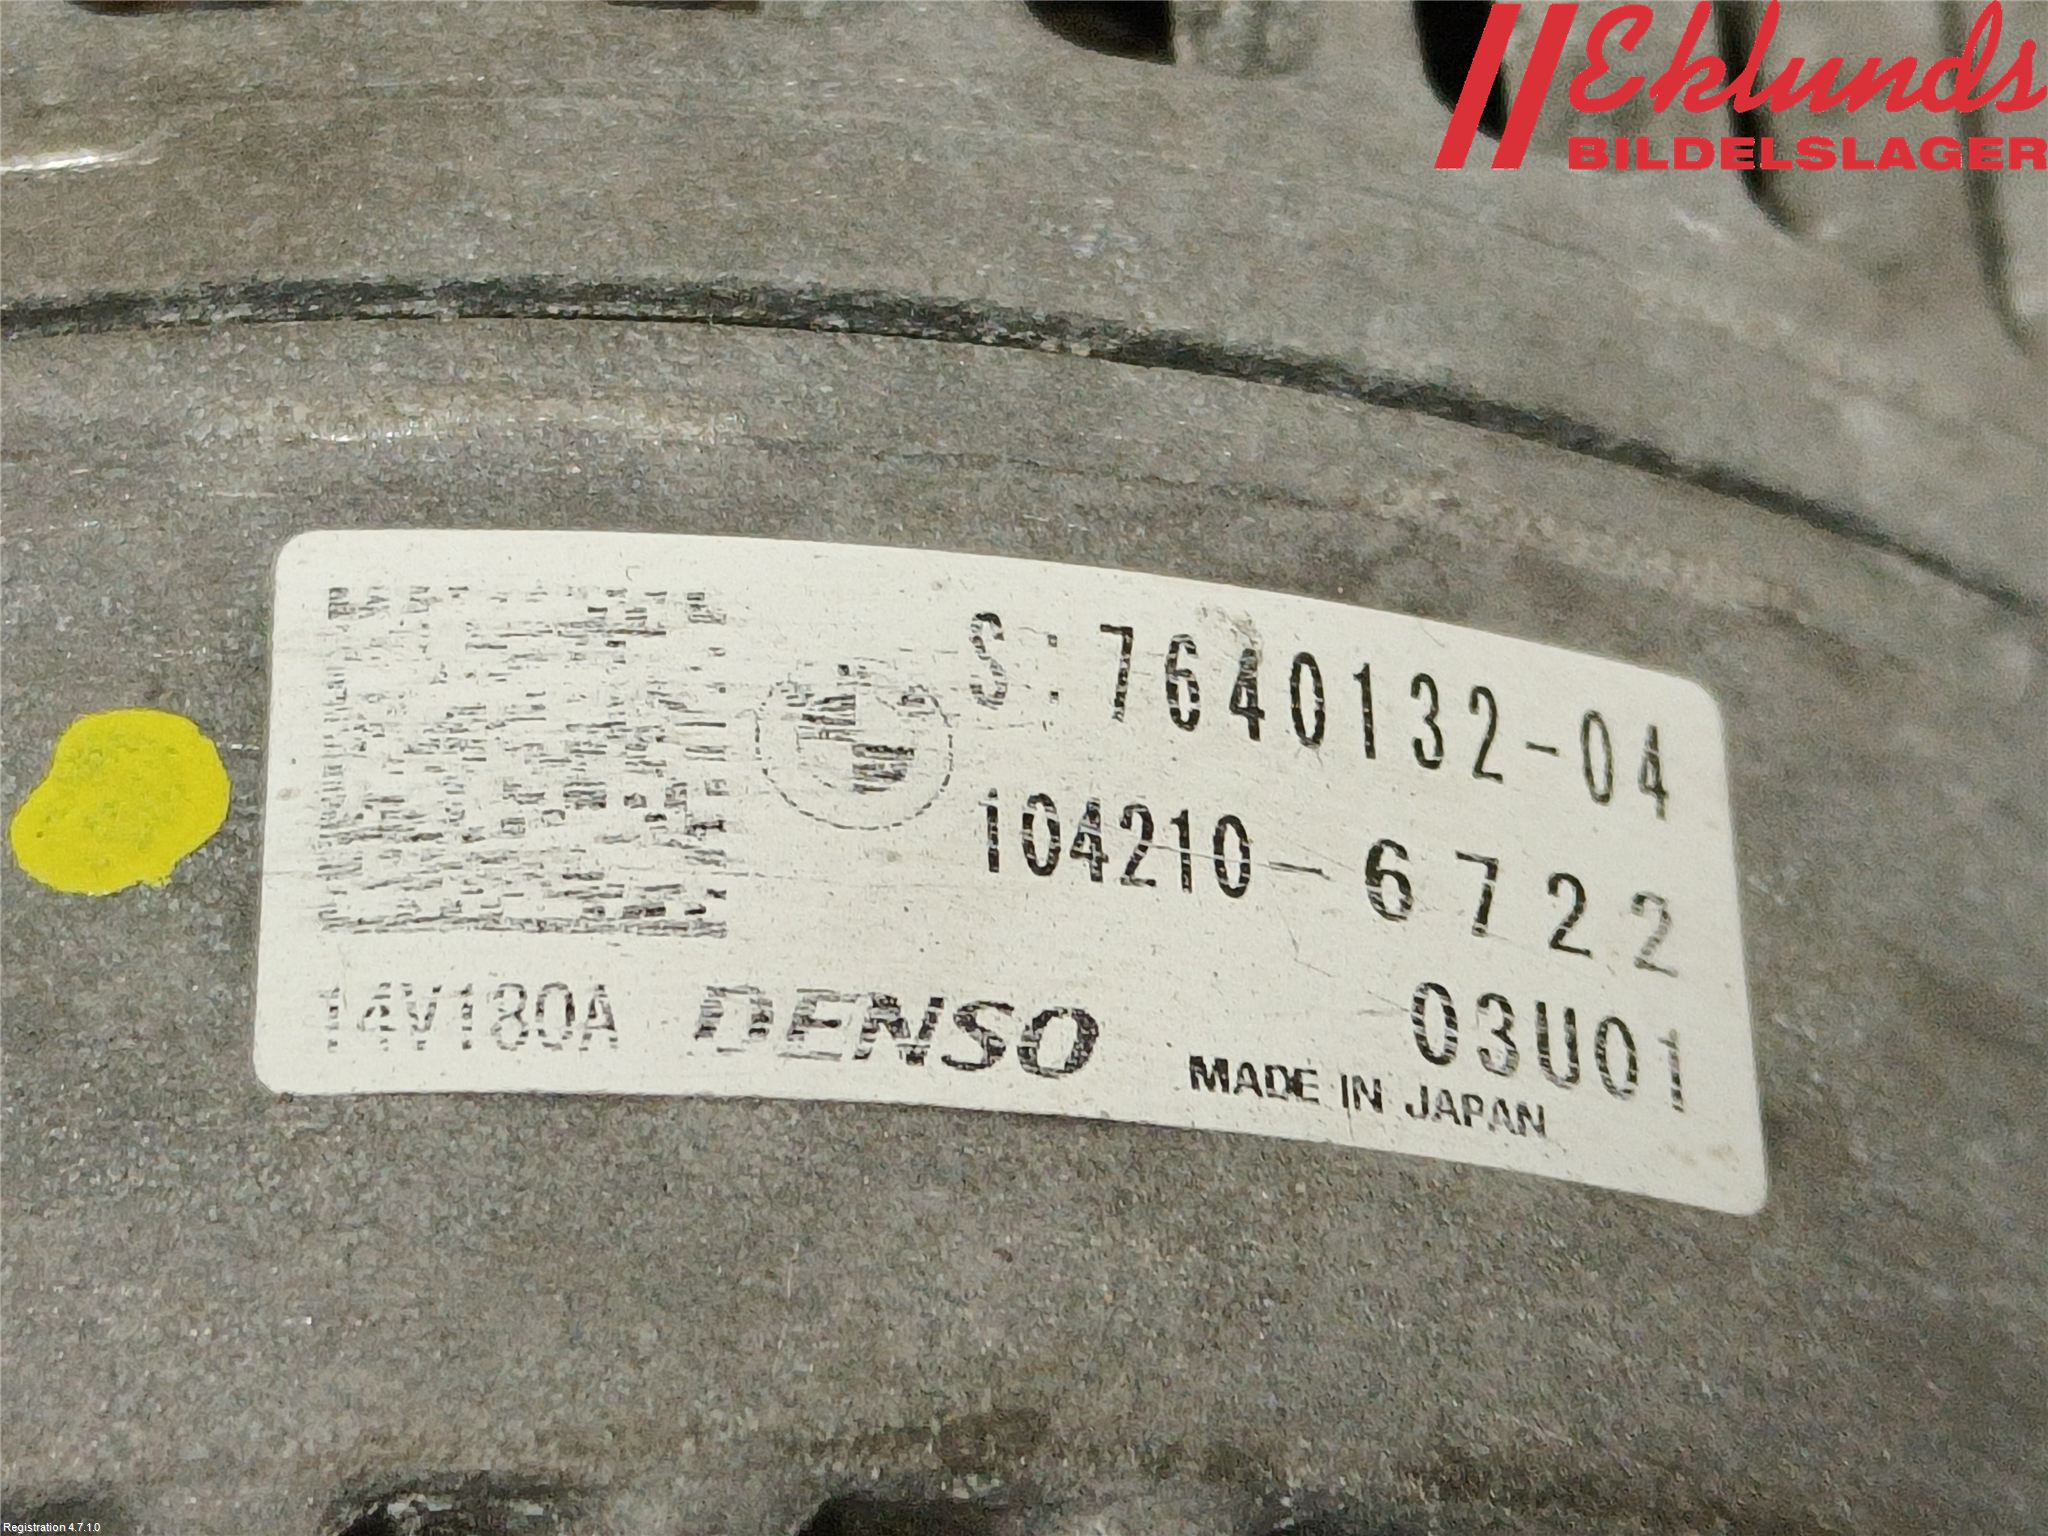 Eklunds
BILDELSLAGER
S:7640132-04
104210-6722
03U01
14V180A DENSO
MADE IN JAPAN
Registration 4.7.1.0